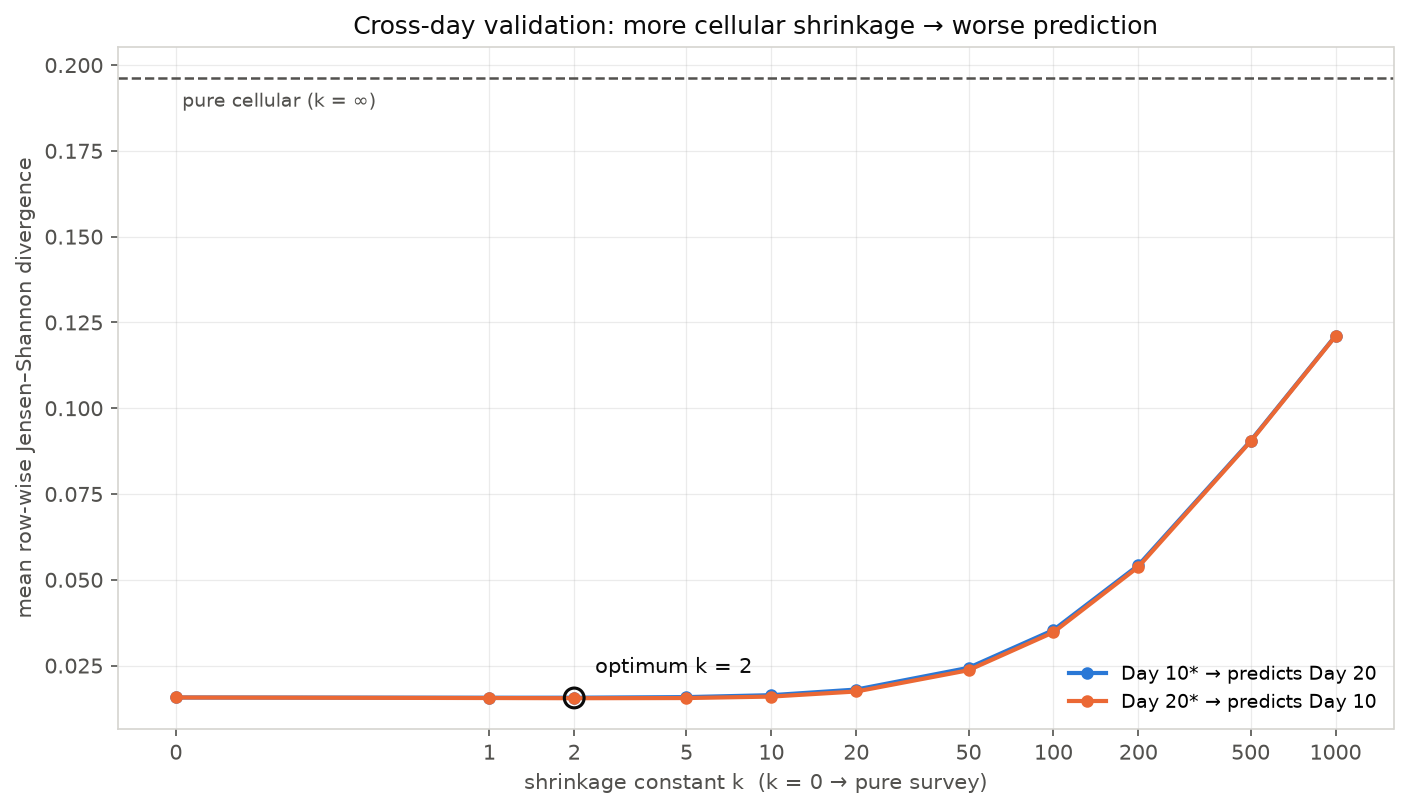 Cross-day validation: more cellular shrinkage → worse prediction
mean row-wise Jensen–Shannon divergence
0.200
0.175
0.150
0.125
0.100
0.075
0.050
0.025
pure cellular (k = ∞)
optimum k = 2
Day 10* → predicts Day 20
Day 20* → predicts Day 10
0 1 2 5 10 20 50 100 200 500 1000
shrinkage constant k (k = 0 → pure survey)